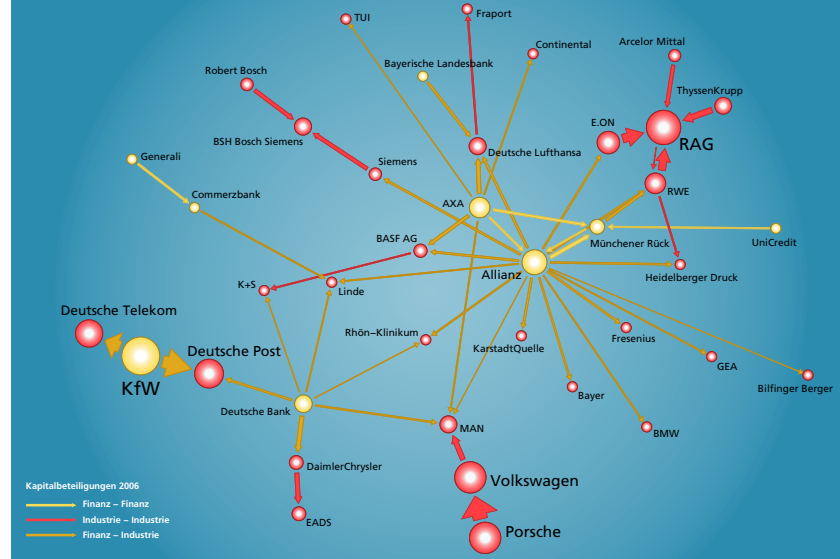 TUI
Fraport
Continental
Arcelor Mittal
Bayerische Landesbank
Robert Bosch
ThyssenKrupp
E.ON
RAG
BSH Bosch Siemens
Deutsche Lufthansa
Generali
Siemens
Commerzbank
RWE
AXA
BASF AG
Münchener Rück
UniCredit
Allianz
Heidelberger Druck
K+S
Linde
Deutsche Telekom
Rhön–Klinikum
KarstadtQuelle
Fresenius
Deutsche Post
GEA
KfW
Bilfinger Berger
Deutsche Bank
Bayer
MAN
BMW
DaimlerChrysler
Volkswagen
Kapitalbeteiligungen 2006
Finanz – Finanz
Industrie – Industrie
Finanz – Industrie
EADS
Porsche